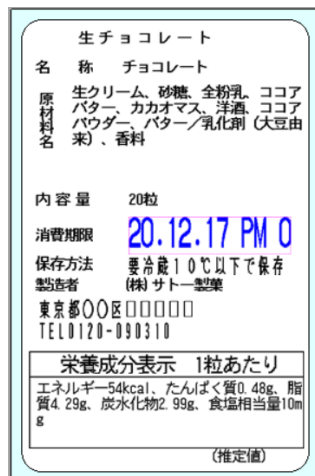 生チョコレート
名　称　チョコレート
原材料名　生クリーム、砂糖、全粉乳、ココア
バター、カカオマス、洋酒、ココア
パウダー、バター／乳化剤（大豆由
来）、香料
内容量　20粒
消費期限　20.12.17 PM 0
保存方法　要冷蔵１０℃以下で保存
製造者　(株)サトー製菓
東京都〇〇区□□□□□
TEL0120-090310
栄養成分表示　1粒あたり
エネルギー54kcal、たんぱく質0.48g、脂
質4.29g、炭水化物2.99g、食塩相当量10m
g
(推定値)